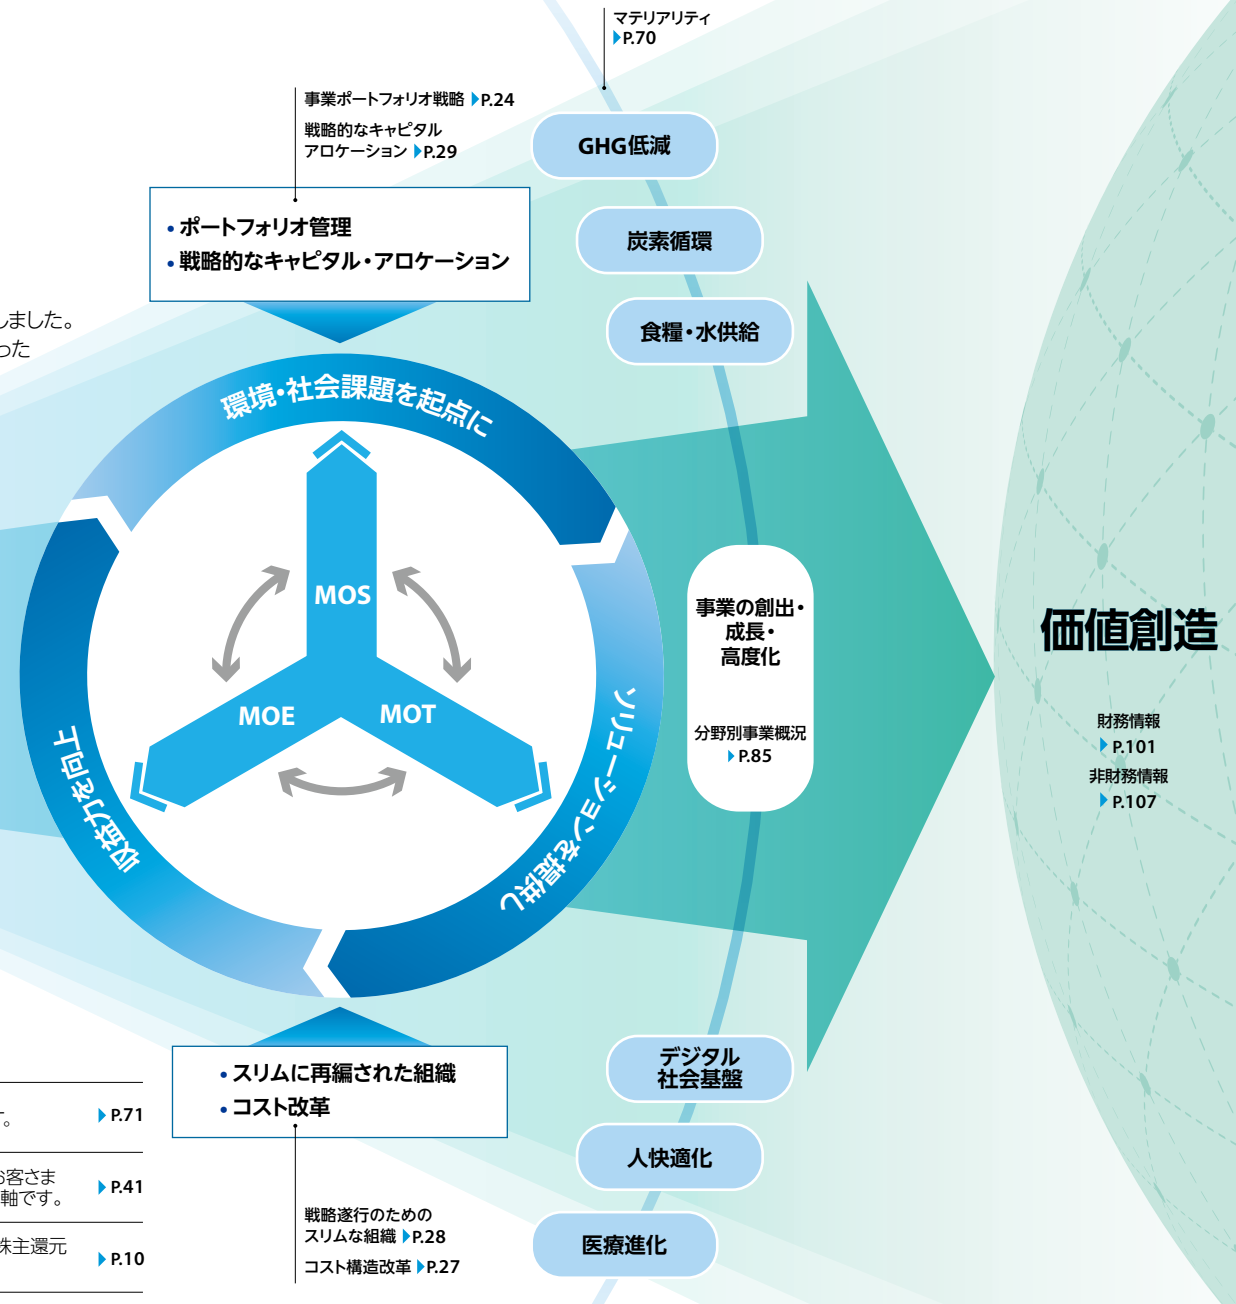 マテリアリティ
▶P.70
事業ポートフォリオ戦略 ▶P.24
戦略的なキャピタル
アロケーション ▶P.29
GHG低減
• ポートフォリオ管理
• 戦略的なキャピタル・アロケーション
炭素循環
食糧・水供給
しました。
った
環境・社会課題を起点に
ソリューションを提供し
収益力を向上
MOS
MOE
MOT
事業の創出・
成長・
高度化
分野別事業概況
▶P.85
価値創造
財務情報
▶P.101
非財務情報
▶P.107
• スリムに再編された組織
• コスト改革
デジタル
社会基盤
人快適化
医療進化
戦略遂行のための
スリムな組織 ▶P.28
コスト構造改革 ▶P.27
す。 ▶P.71
お客さま
軸です。 ▶P.41
株主還元
▶P.10